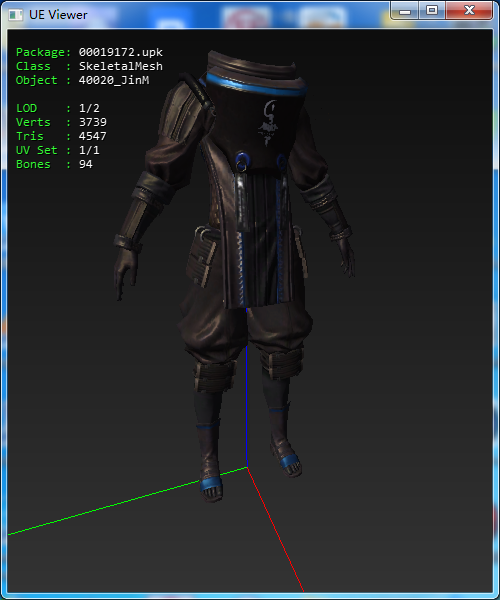 UE Viewer
Package: 00019172.upk
Class : SkeletalMesh
Object : 40020_JinM
LOD : 1/2
Verts : 3739
Tris : 4547
UV Set : 1/1
Bones : 94